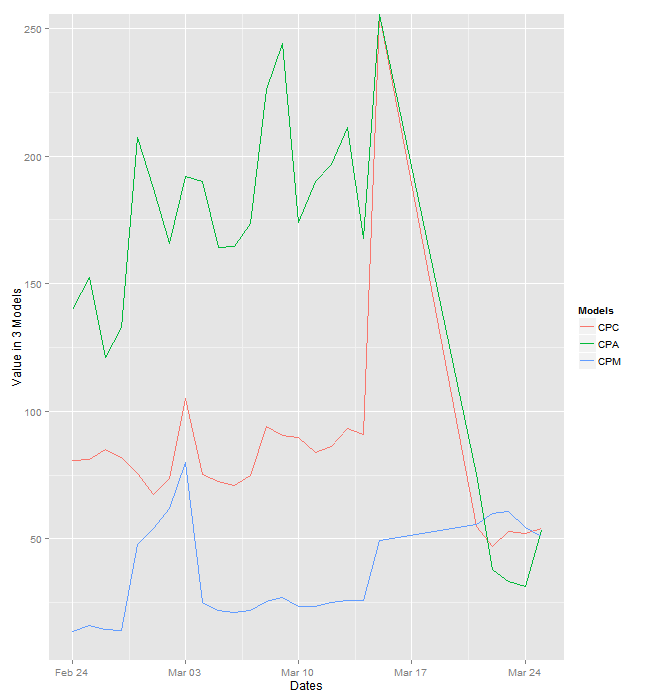 250
200
150
100
50
Feb 24
Mar 03
Mar 10
Mar 17
Mar 24
Dates
Value in 3 Models
Models
CPC
CPA
CPM